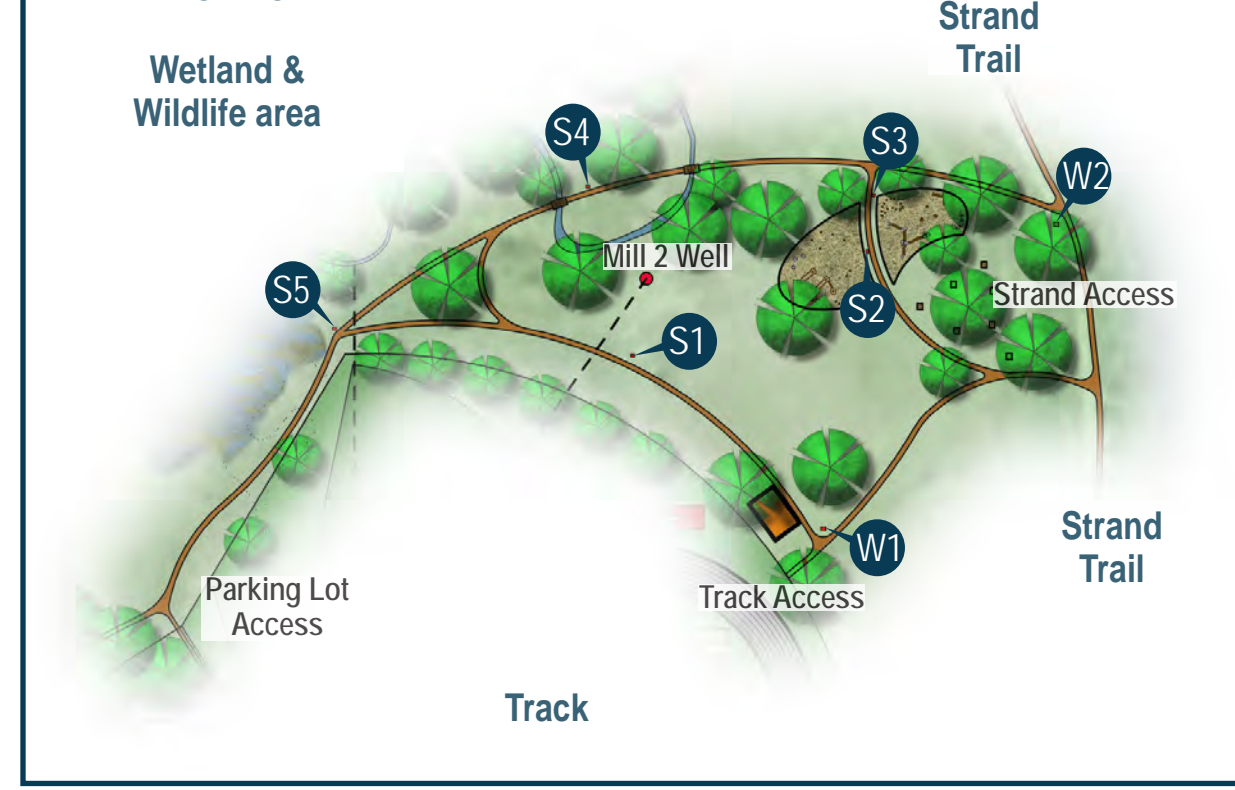 Strand
Trail
Wetland &
Wildlife area
S4
S3
W2
Mill 2 Well
S5
Strand Access
S2
S1
Strand
Trail
W1
Parking Lot
Access
Track Access
Track